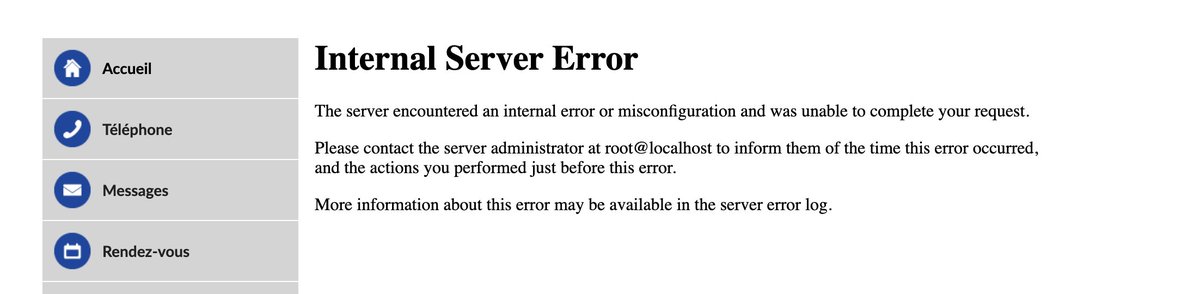 Accueil
Téléphone
Messages
Rendez-vous
Internal Server Error
The server encountered an internal error or misconfiguration and was unable to complete your request.
Please contact the server administrator at root@localhost to inform them of the time this error occurred,
and the actions you performed just before this error.
More information about this error may be available in the server error log.